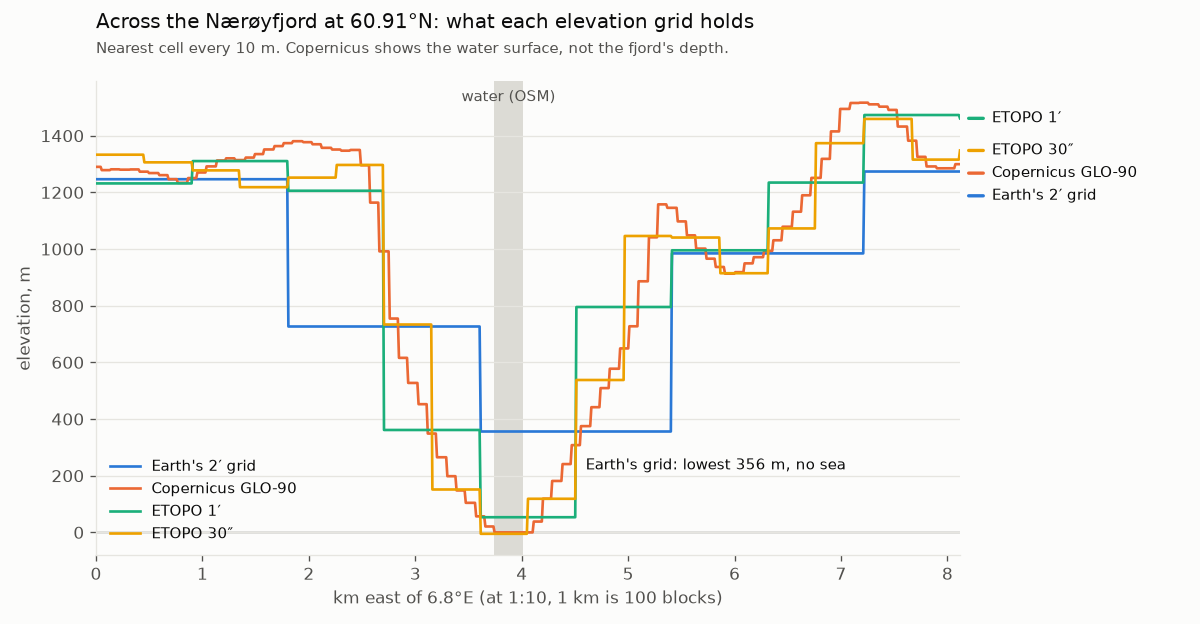 Across the Nærøyfjord at 60.91°N: what each elevation grid holds
Nearest cell every 10 m. Copernicus shows the water surface, not the fjord's depth.
water (OSM)
elevation, m
1400
1200
1000
800
600
400
200
0
ETOPO 1′
ETOPO 30″
Copernicus GLO-90
Earth's 2′ grid
Earth's grid: lowest 356 m, no sea
Earth's 2′ grid
Copernicus GLO-90
ETOPO 1′
ETOPO 30″
0 1 2 3 4 5 6 7 8
km east of 6.8°E (at 1:10, 1 km is 100 blocks)